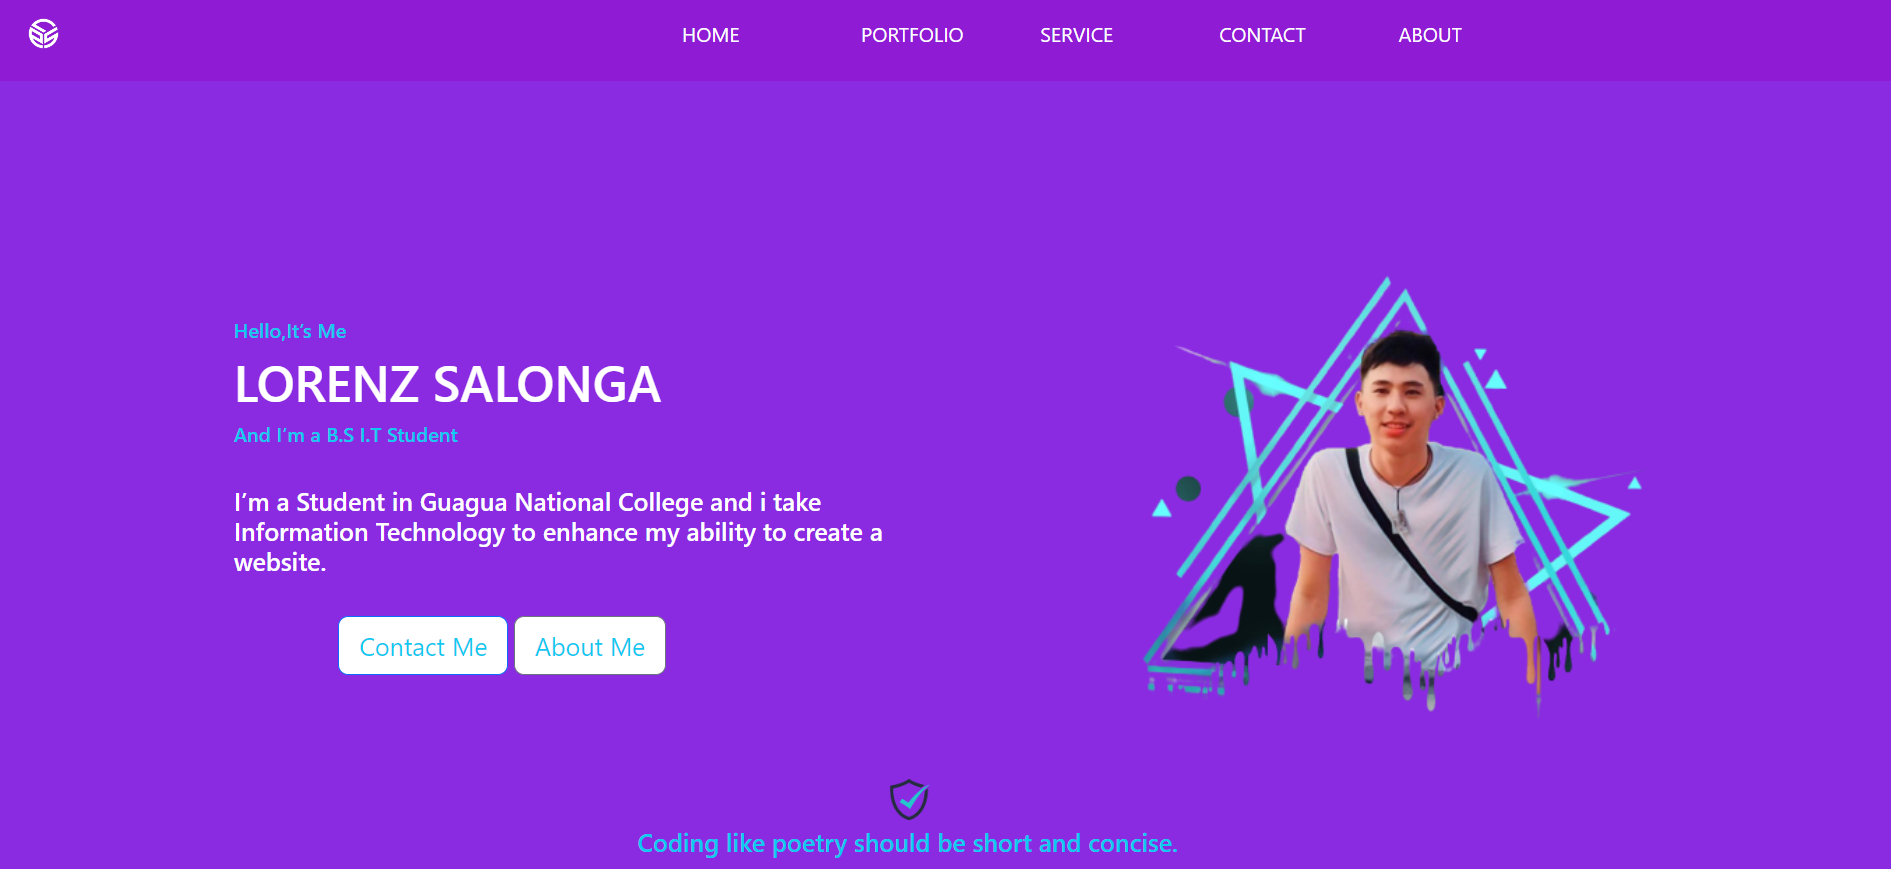 HOME PORTFOLIO SERVICE CONTACT ABOUT
Hello,It's Me
LORENZ SALONGA
And I'm a B.S I.T Student
I'm a Student in Guagua National College and i take
Information Technology to enhance my ability to create a
website.
Contact Me About Me
Coding like poetry should be short and concise.